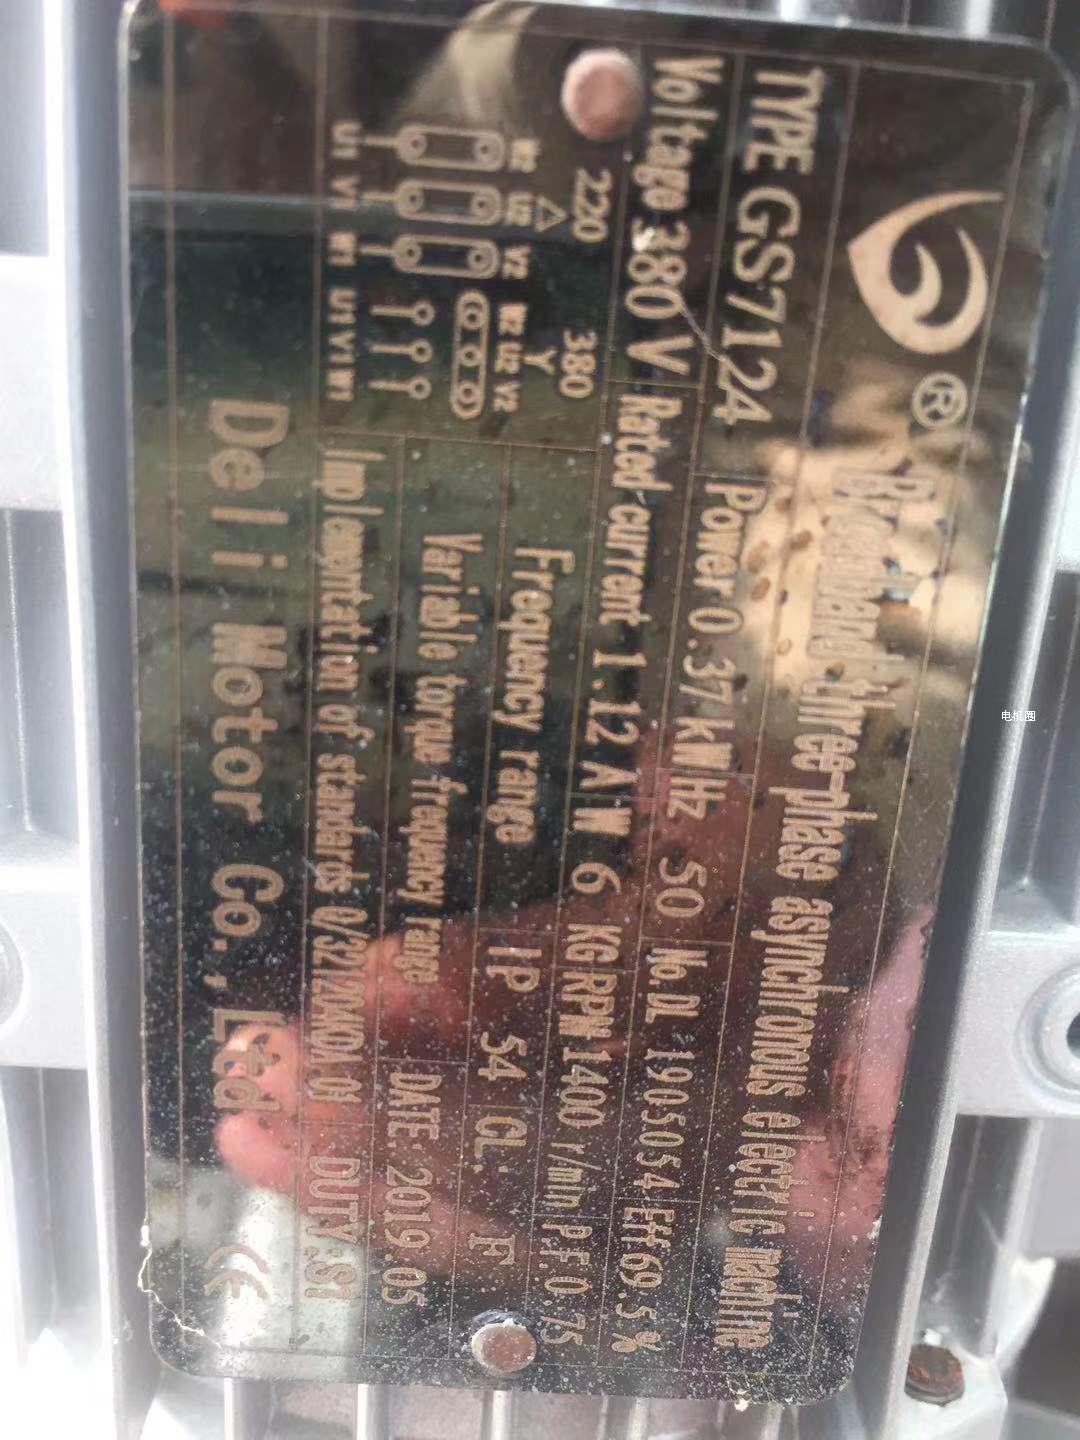 ®
Broadband three-phase asynchronous electric machine
TYPE GS7124 Power 0.37 kW Hz 50 No.DL 1905054 Eff 69.5%
Voltage 380 V Rated current 1.12 A W 6 KG RPM 1400 r/min P.F. 0.75
220 380
△ Y
W2 U2 V2 W2 U2 V2
U1 V1 W1 U1 V1 W1
Frequency range IP 54 CL: F
Variable torque frequency range DATE: 2019.05
Implementation of standards DUTY:S1
Deli Motor Co., Ltd CE
电机圈